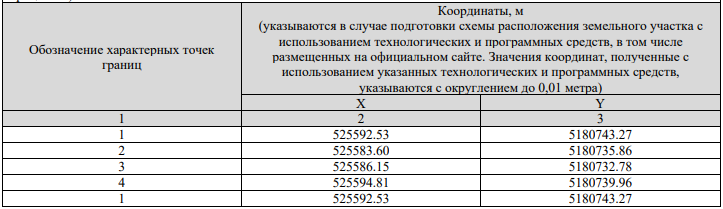 Координаты, м
(указываются в случае подготовки схемы расположения земельного участка с
использованием технологических и программных средств, в том числе
размещенных на официальном сайте. Значения координат, полученные с
использованием указанных технологических и программных средств,
указываются с округлением до 0,01 метра)
Обозначение характерных точек
границ
X Y
1 2 3
1 525592.53 5180743.27
2 525583.60 5180735.86
3 525586.15 5180732.78
4 525594.81 5180739.96
1 525592.53 5180743.27